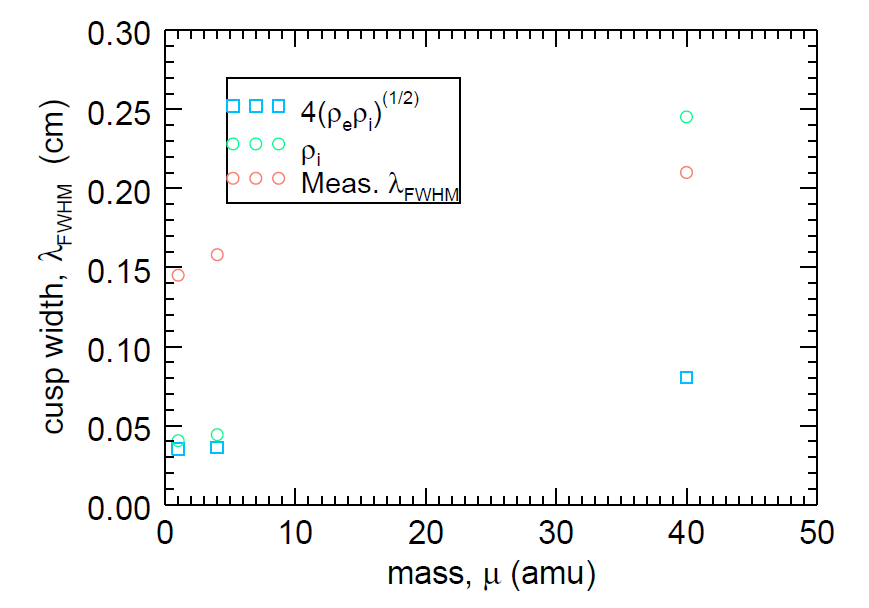 0.30
0.25
0.20
0.15
0.10
0.05
0.00
cusp width, λFWHM (cm)
4(ρeρi)(1/2)
ρi
Meas. λFWHM
0 10 20 30 40 50
mass, μ (amu)